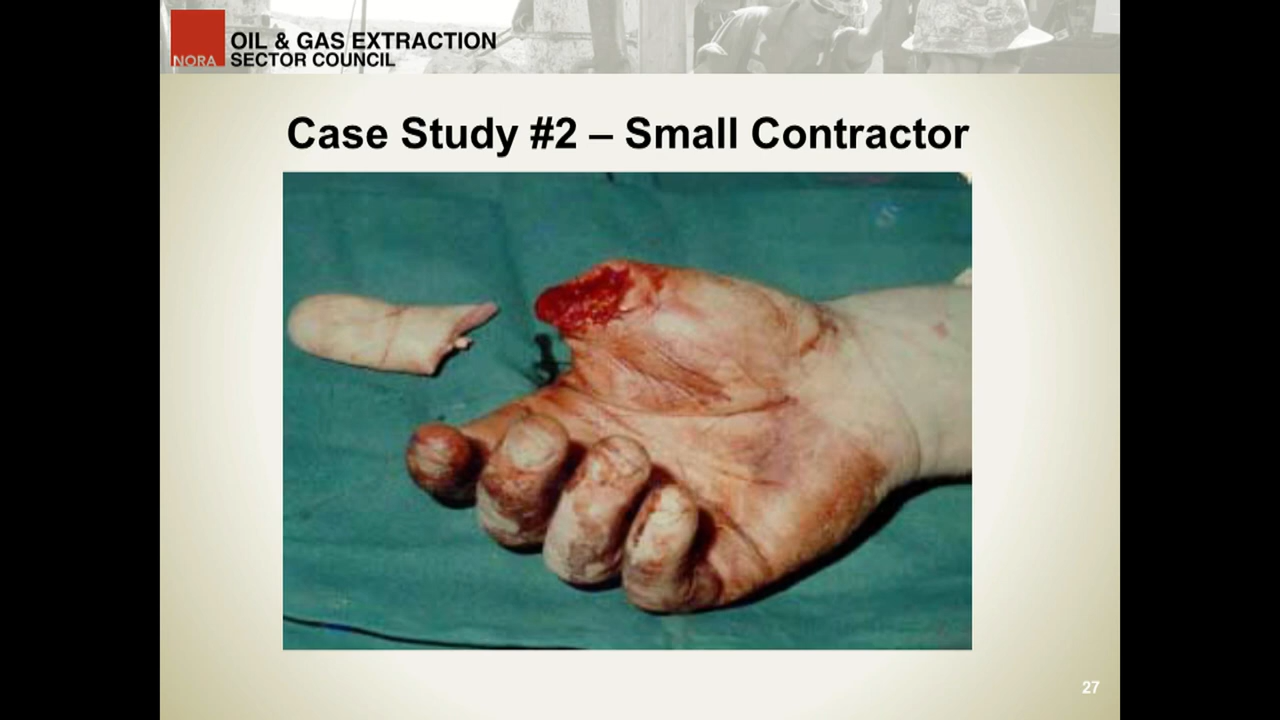 NORA
OIL & GAS EXTRACTION
SECTOR COUNCIL
Case Study #2 – Small Contractor
27